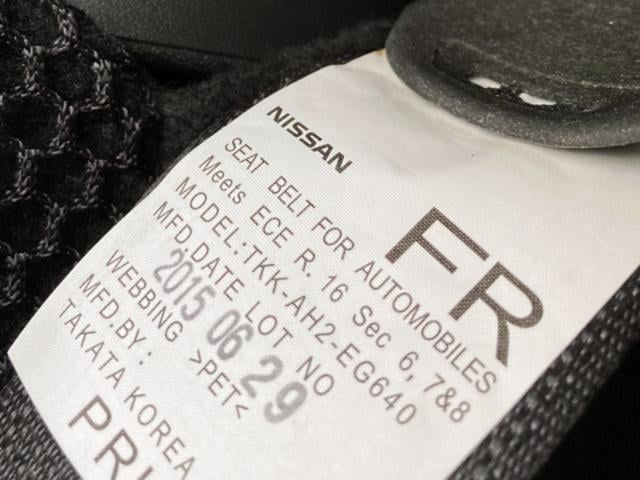 NISSAN
SEAT BELT FOR AUTOMOBILES
FR
Meets ECE R. 16 Sec 6, 7&8
MODEL:TKK-AH2-EG640
MFD.DATE LOT NO
2015 06 29
WEBBING >PET<
MFD.BY:
TAKATA KOREA